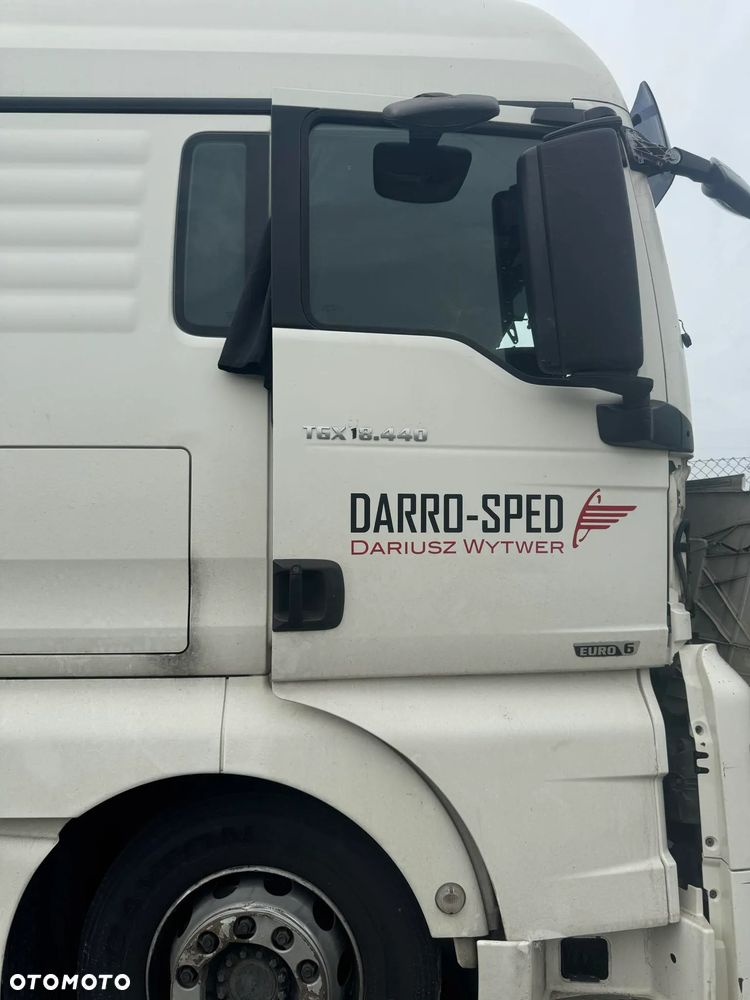 TGX 18.440
DARRO-SPED
DARIUSZ WYTWER
EURO 6
OTOMOTO